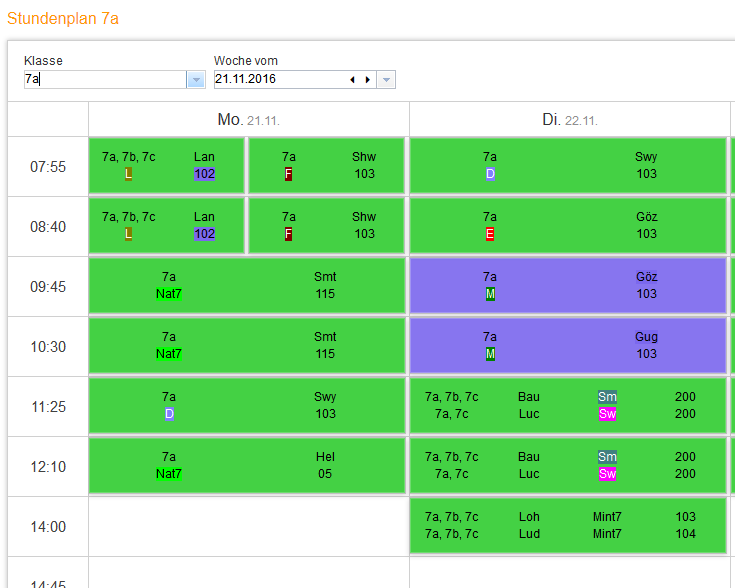 Stundenplan 7a
Klasse Woche vom
7a 21.11.2016
Mo. 21.11. Di. 22.11.
07:55
7a, 7b, 7c Lan 7a Shw 7a Swy
L 102 F 103 D 103
08:40
7a, 7b, 7c Lan 7a Shw 7a Göz
L 102 F 103 E 103
09:45
7a Smt 7a Göz
Nat7 115 M 103
10:30
7a Smt 7a Gug
Nat7 115 M 103
11:25
7a Swy 7a, 7b, 7c Bau Sm 200
D 103 7a, 7c Luc Sw 200
12:10
7a Hel 7a, 7b, 7c Bau Sm 200
Nat7 05 7a, 7c Luc Sw 200
14:00
7a, 7b, 7c Loh Mint7 103
7a, 7b, 7c Lud Mint7 104
14:45